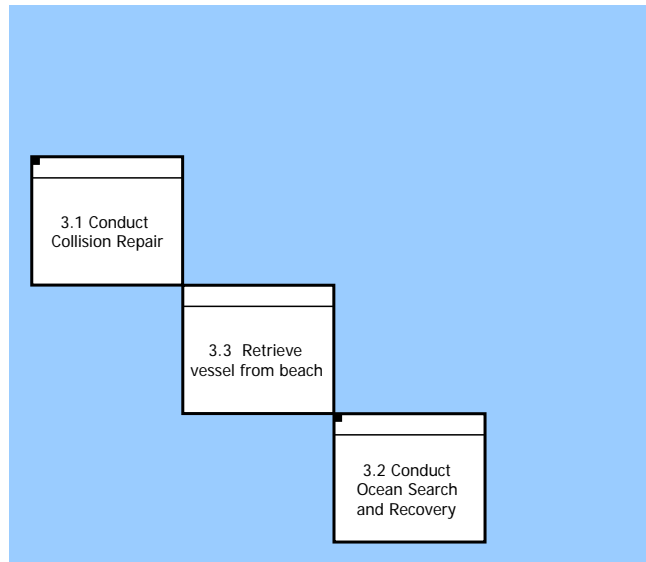 3.1 Conduct
Collision Repair
3.3 Retrieve
vessel from beach
3.2 Conduct
Ocean Search
and Recovery